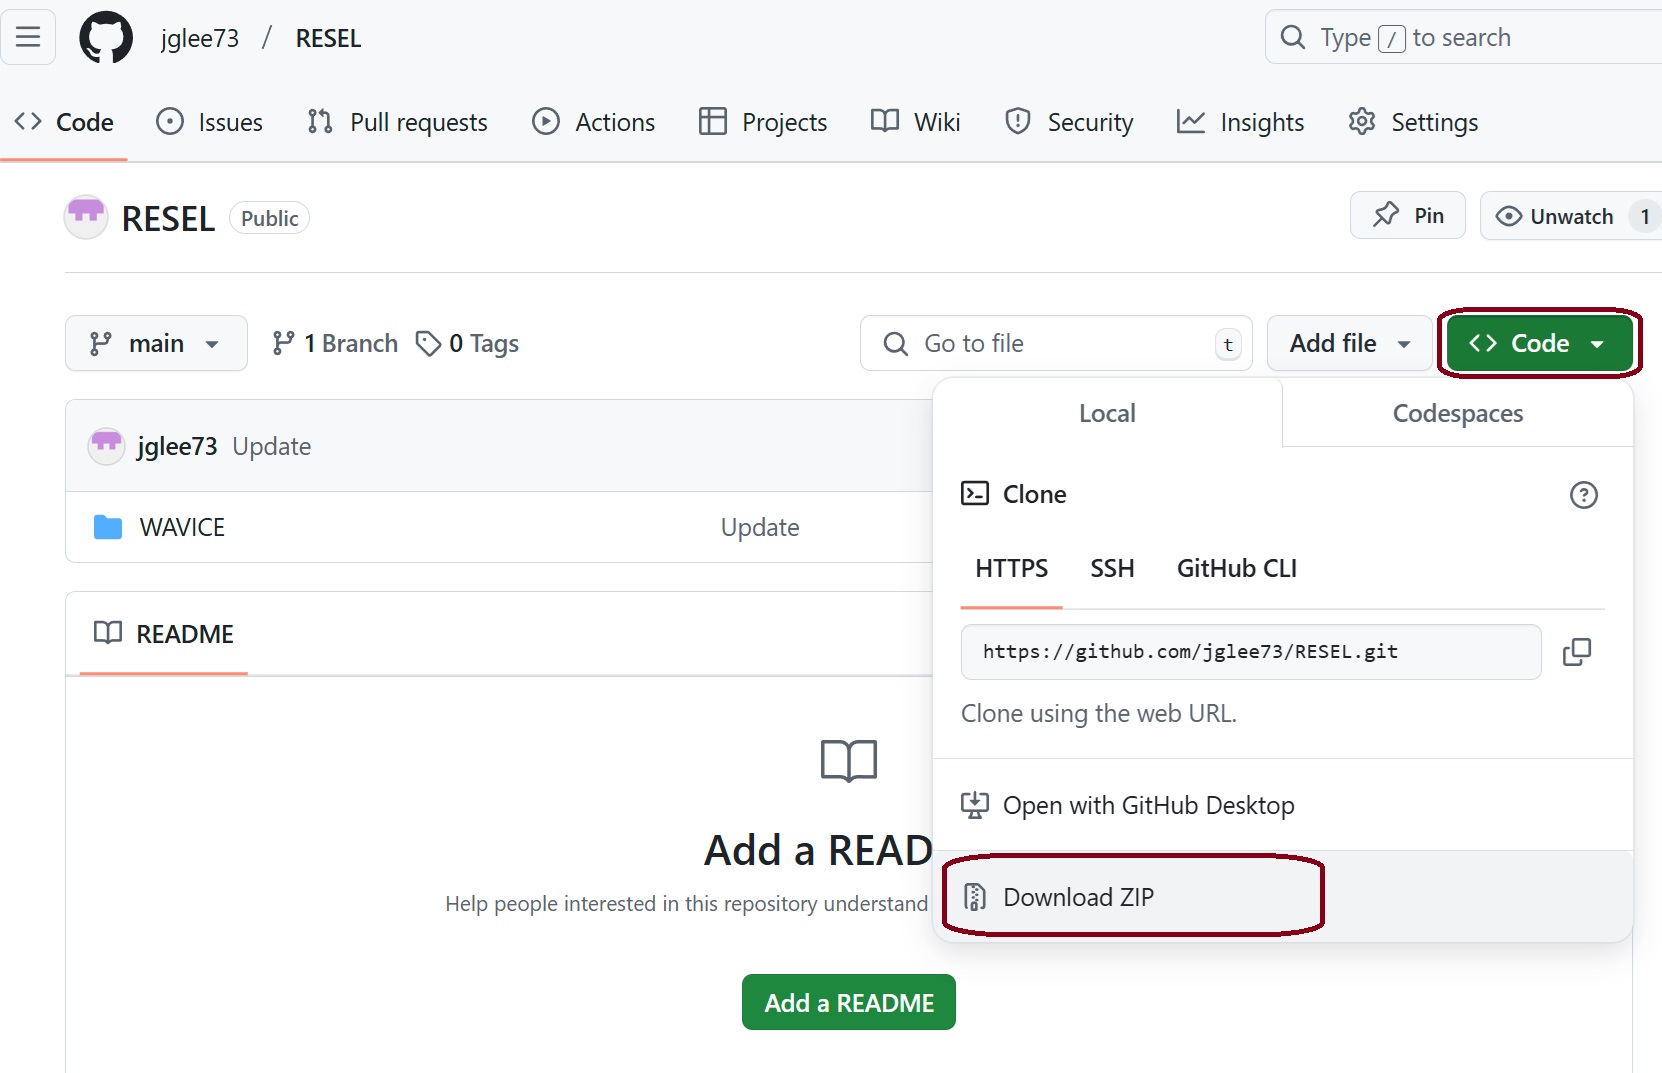 jglee73 / RESEL
Type / to search
Code Issues Pull requests Actions Projects Wiki Security Insights Settings
RESEL Public
Pin Unwatch 1
main 1 Branch 0 Tags
Go to file t Add file Code
Local Codespaces
jglee73 Update
WAVICE Update
README
Clone
HTTPS SSH GitHub CLI
https://github.com/jglee73/RESEL.git
Clone using the web URL.
Open with GitHub Desktop
Download ZIP
Add a READ
Help people interested in this repository understand
Add a README